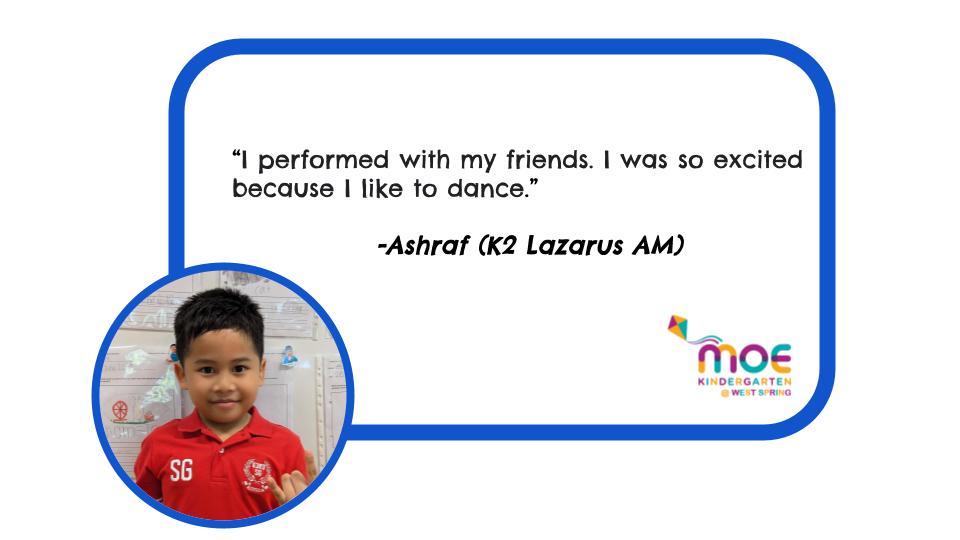 “I performed with my friends. I was so excited
because I like to dance.”
-Ashraf (K2 Lazarus AM)
moe
KINDERGARTEN
@ WEST SPRING
SG